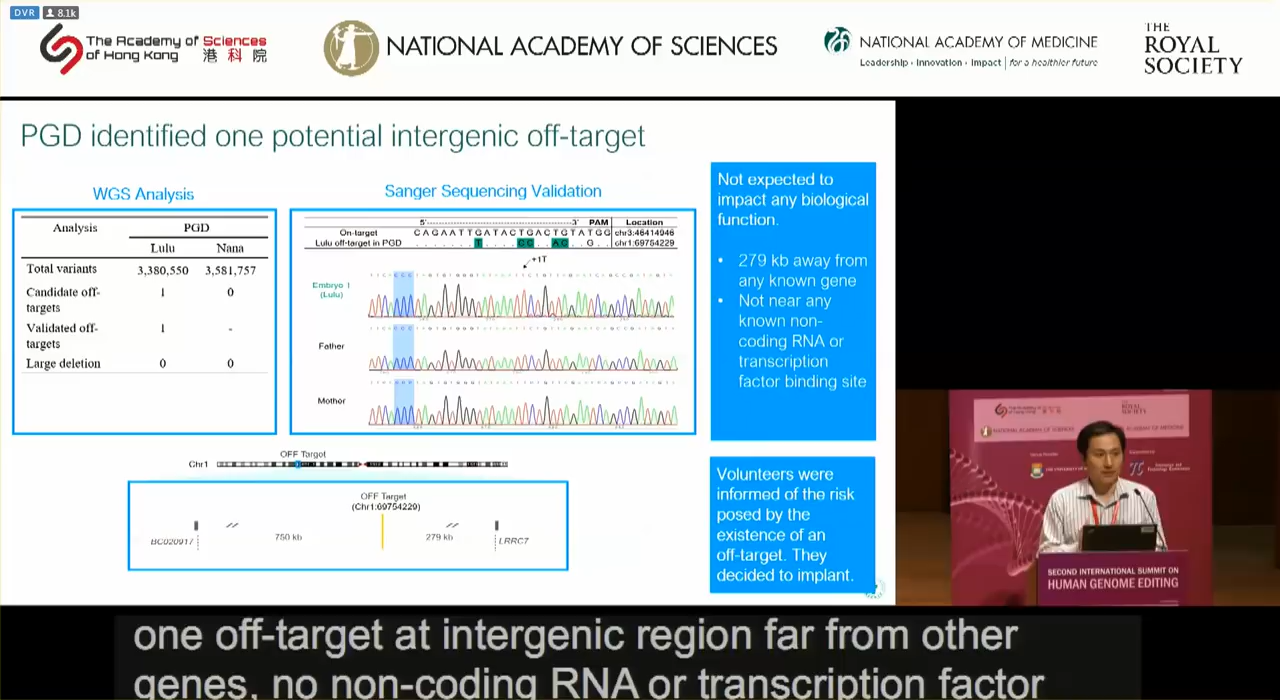 DVR 8.1k
The Academy of Sciences
of Hong Kong 港科院
NATIONAL ACADEMY OF SCIENCES
NATIONAL ACADEMY OF MEDICINE
Leadership · Innovation · Impact | for a healthier future
THE
ROYAL
SOCIETY
PGD identified one potential intergenic off-target
WGS Analysis
Analysis PGD
Lulu Nana
Total variants 3,380,550 3,581,757
Candidate off-
targets 1 0
Validated off-
targets 1 -
Large deletion 0 0
Sanger Sequencing Validation
5' 3' PAM Location
On-target CAGAATTGATACTGACTGTATGG chr3:46414946
Lulu off-target in PGD chr1:69754229
+1T
Embryo 1
(Lulu)
Father
Mother
Not expected to
impact any biological
function.
• 279 kb away from
any known gene
• Not near any
known non-
coding RNA or
transcription
factor binding site
OFF Target
Chr1
OFF Target
(Chr1:69754229)
BC020917 750 kb 279 kb LRRC7
Volunteers were
informed of the risk
posed by the
existence of an
off-target. They
decided to implant.
SECOND INTERNATIONAL SUMMIT ON
HUMAN GENOME EDITING
one off-target at intergenic region far from other
genes, no non-coding RNA or transcription factor